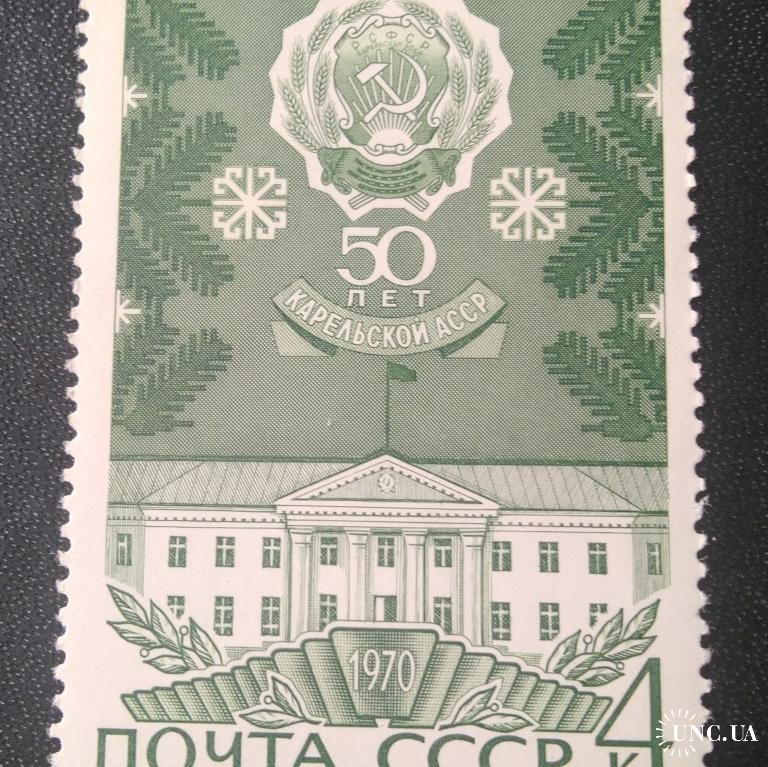 РСФСР
50
ЛЕТ
КАРЕЛЬСКОЙ АССР
1970
ПОЧТА СССР 4 К
UNC.UA